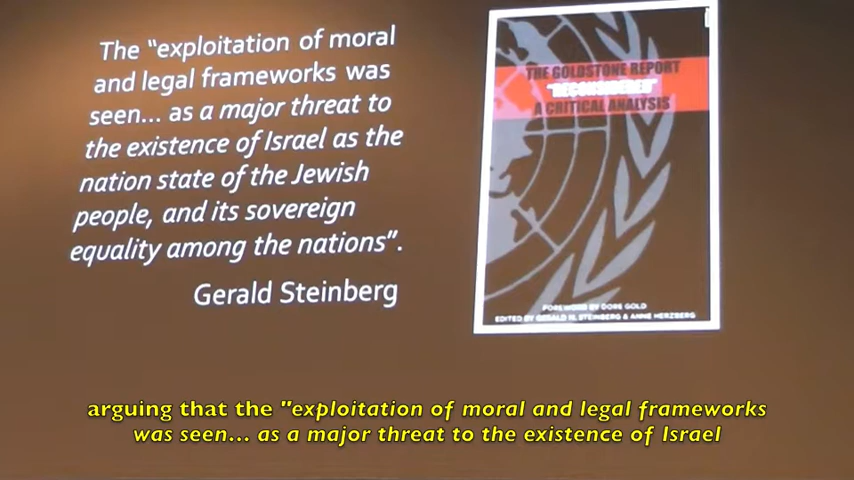 The “exploitation of moral
and legal frameworks was
seen... as a major threat to
the existence of Israel as the
nation state of the Jewish
people, and its sovereign
equality among the nations”.
Gerald Steinberg
THE GOLDSTONE REPORT
"RECONSIDERED"
A CRITICAL ANALYSIS
FOREWORD BY DORE GOLD
EDITED BY GERALD M. STEINBERG & ANNE HERZBERG
arguing that the "exploitation of moral and legal frameworks
was seen... as a major threat to the existence of Israel